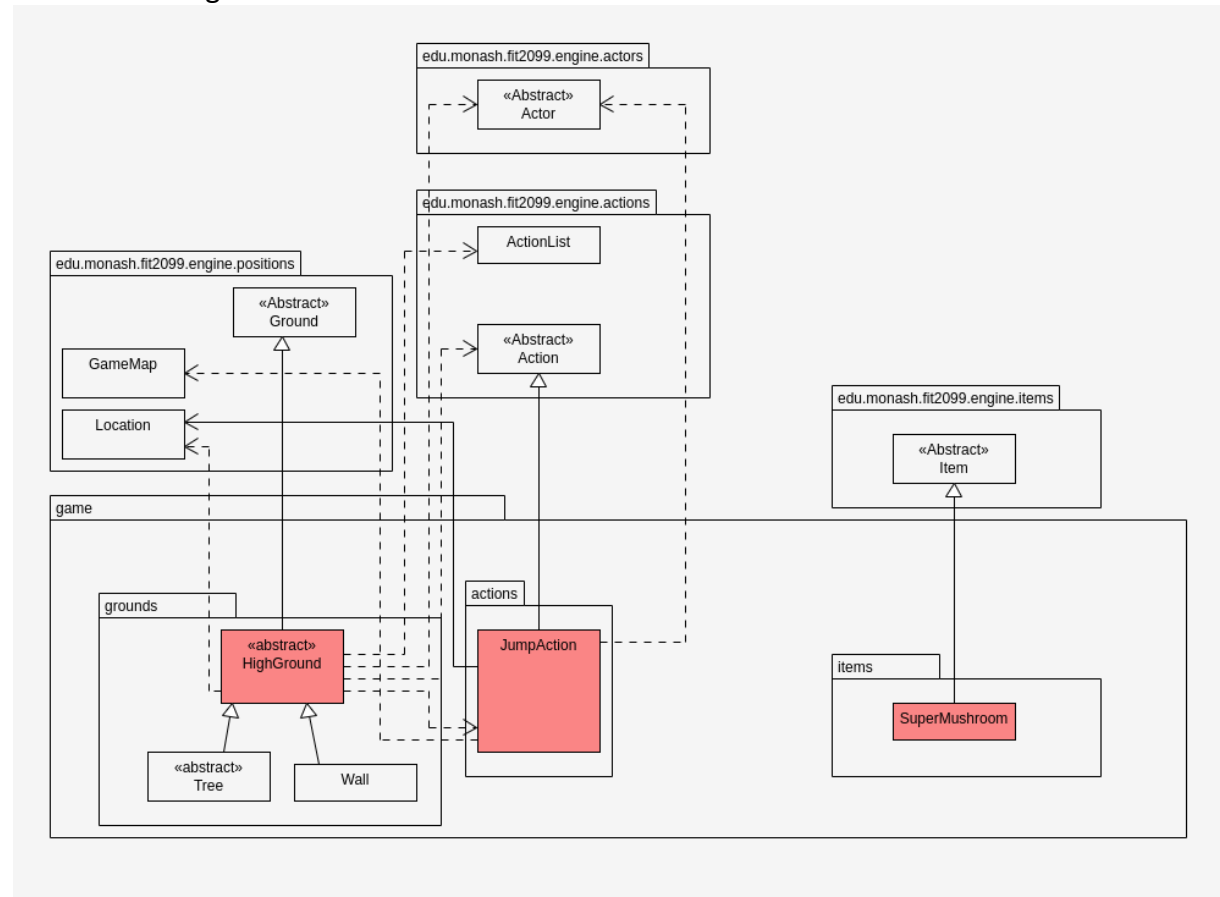 edu.monash.fit2099.engine.actors
«Abstract»
Actor
edu.monash.fit2099.engine.actions
ActionList
edu.monash.fit2099.engine.positions
«Abstract»
Ground
«Abstract»
Action
GameMap
edu.monash.fit2099.engine.items
Location
«Abstract»
Item
game
actions
grounds
«abstract»
HighGround
JumpAction
items
SuperMushroom
«abstract»
Tree
Wall